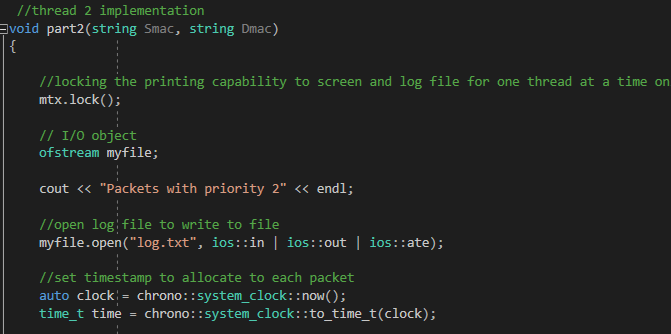 //thread 2 implementation
void part2(string Smac, string Dmac)
{
//locking the printing capability to screen and log file for one thread at a time on
mtx.lock();
// I/O object
ofstream myfile;
cout << "Packets with priority 2" << endl;
//open log file to write to file
myfile.open("log.txt", ios::in | ios::out | ios::ate);
//set timestamp to allocate to each packet
auto clock = chrono::system_clock::now();
time_t time = chrono::system_clock::to_time_t(clock);